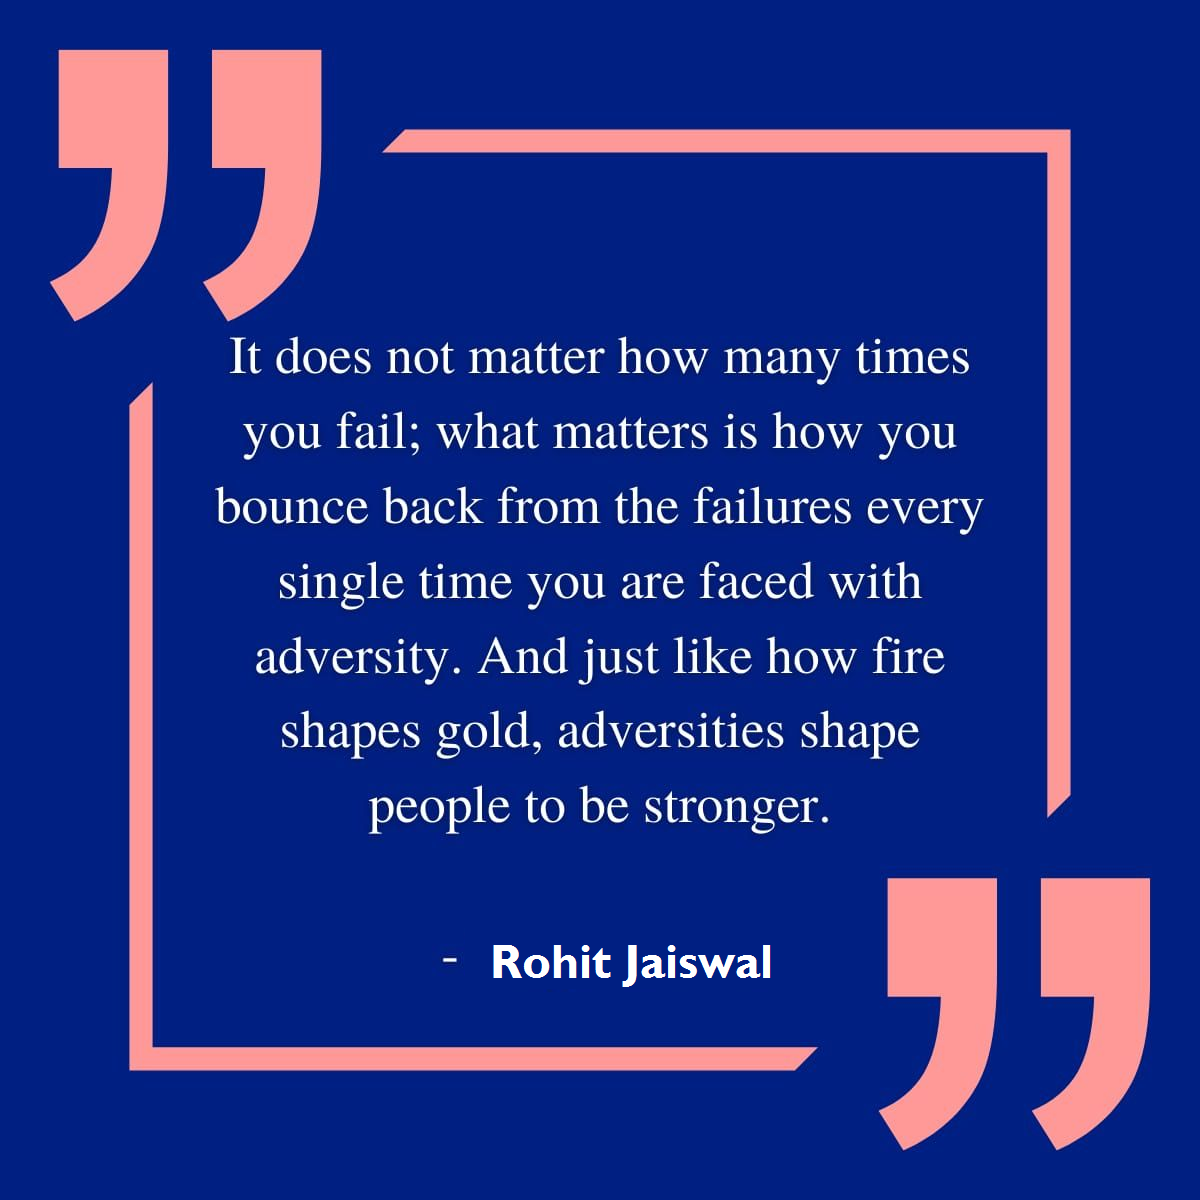 It does not matter how many times
you fail; what matters is how you
bounce back from the failures every
single time you are faced with
adversity. And just like how fire
shapes gold, adversities shape
people to be stronger.
- Rohit Jaiswal